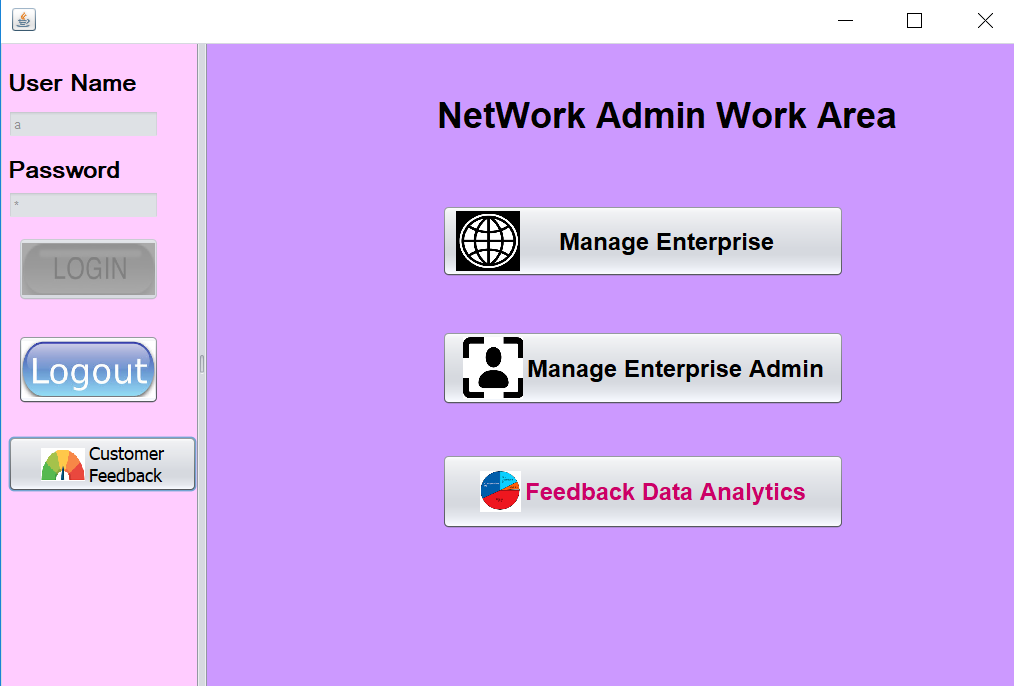 User Name
a
Password
*
LOGIN
Logout
Customer
Feedback
NetWork Admin Work Area
Manage Enterprise
Manage Enterprise Admin
Feedback Data Analytics